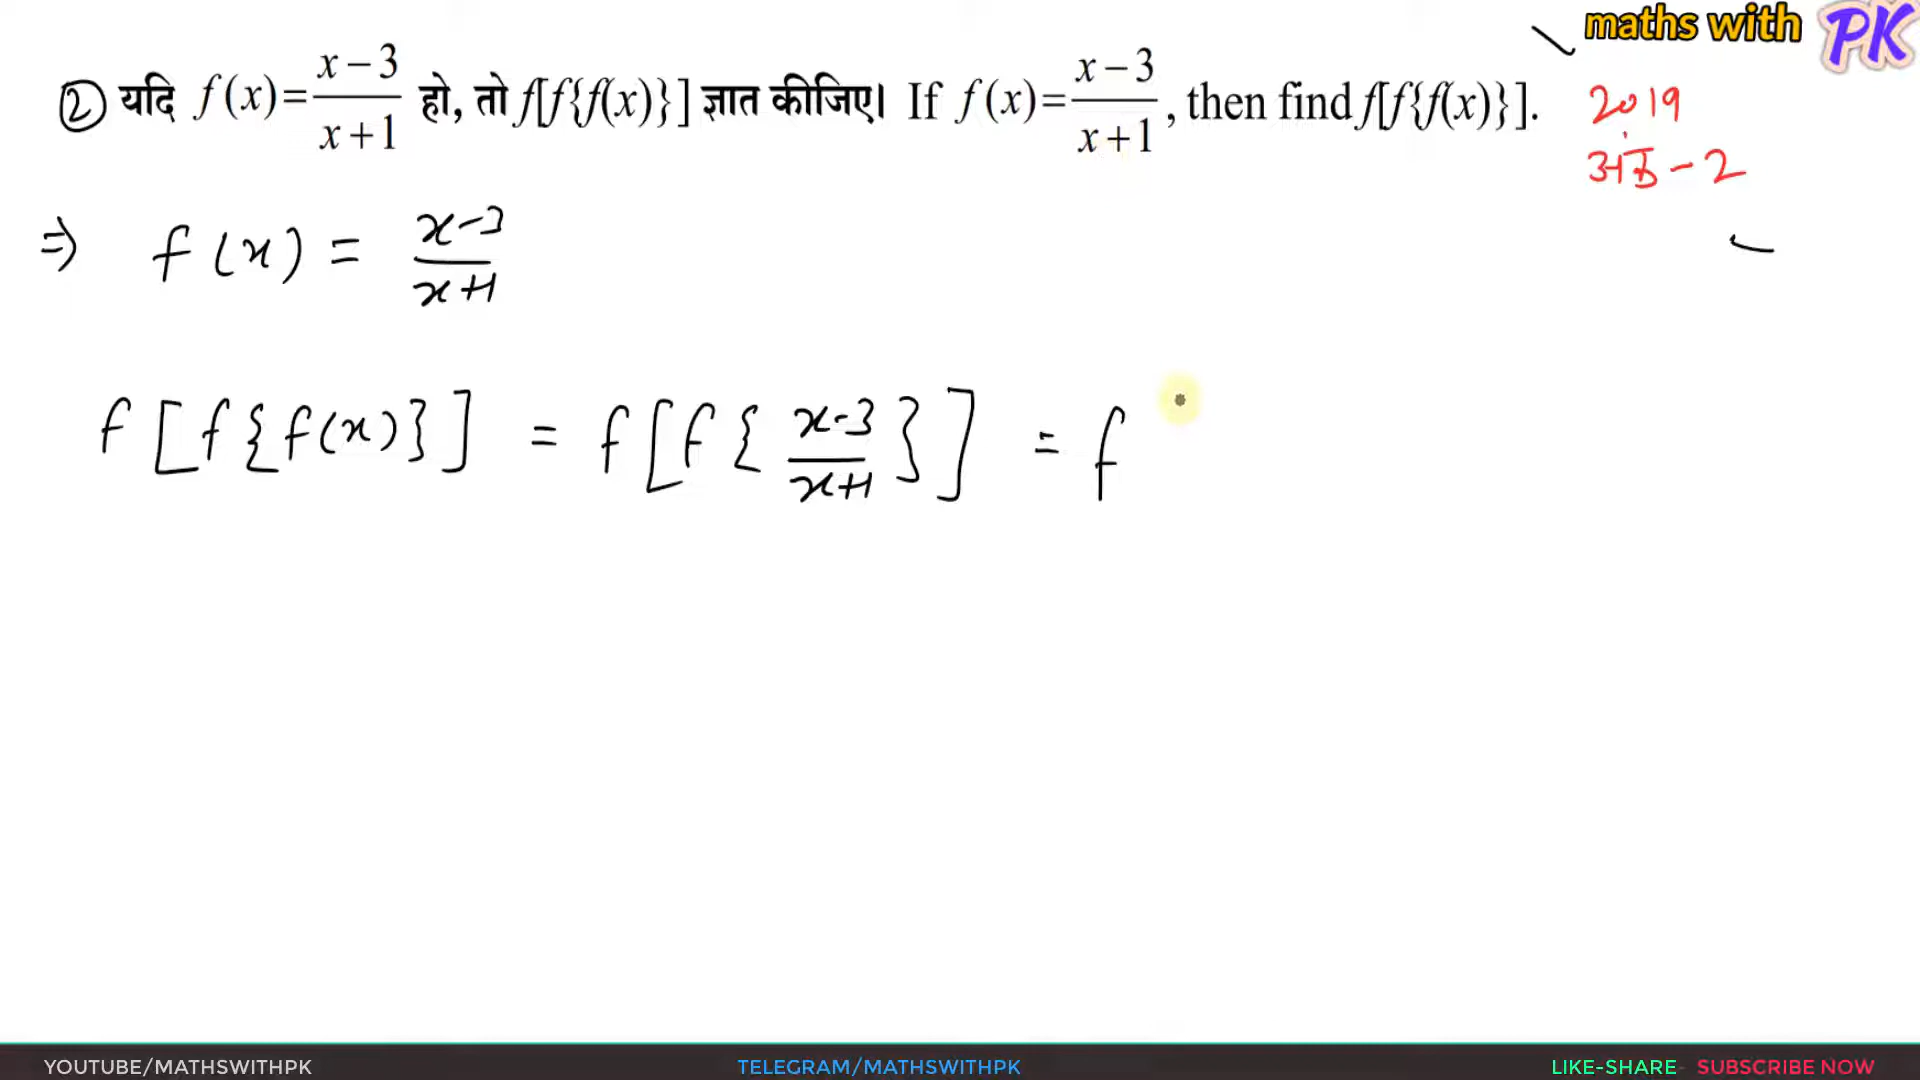 maths with PK
② यदि f(x)=x-3/x+1 हो, तो f[f{f(x)}] ज्ञात कीजिए। If f(x)=x-3/x+1, then find f[f{f(x)}].
2019
अंक-2
⇒ f(x) = x-3/x+1
f[f{f(x)}] = f[f{x-3/x+1}] = f
YOUTUBE/MATHSWITHPK TELEGRAM/MATHSWITHPK LIKE-SHARE- SUBSCRIBE NOW